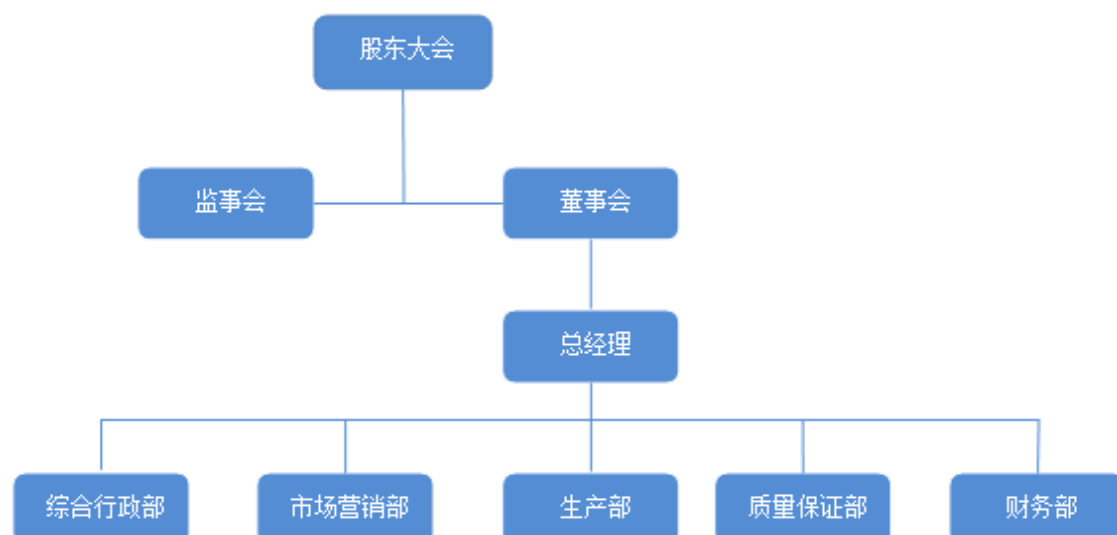 股东大会
监事会
董事会
总经理
综合行政部
市场营销部
生产部
质量保证部
财务部